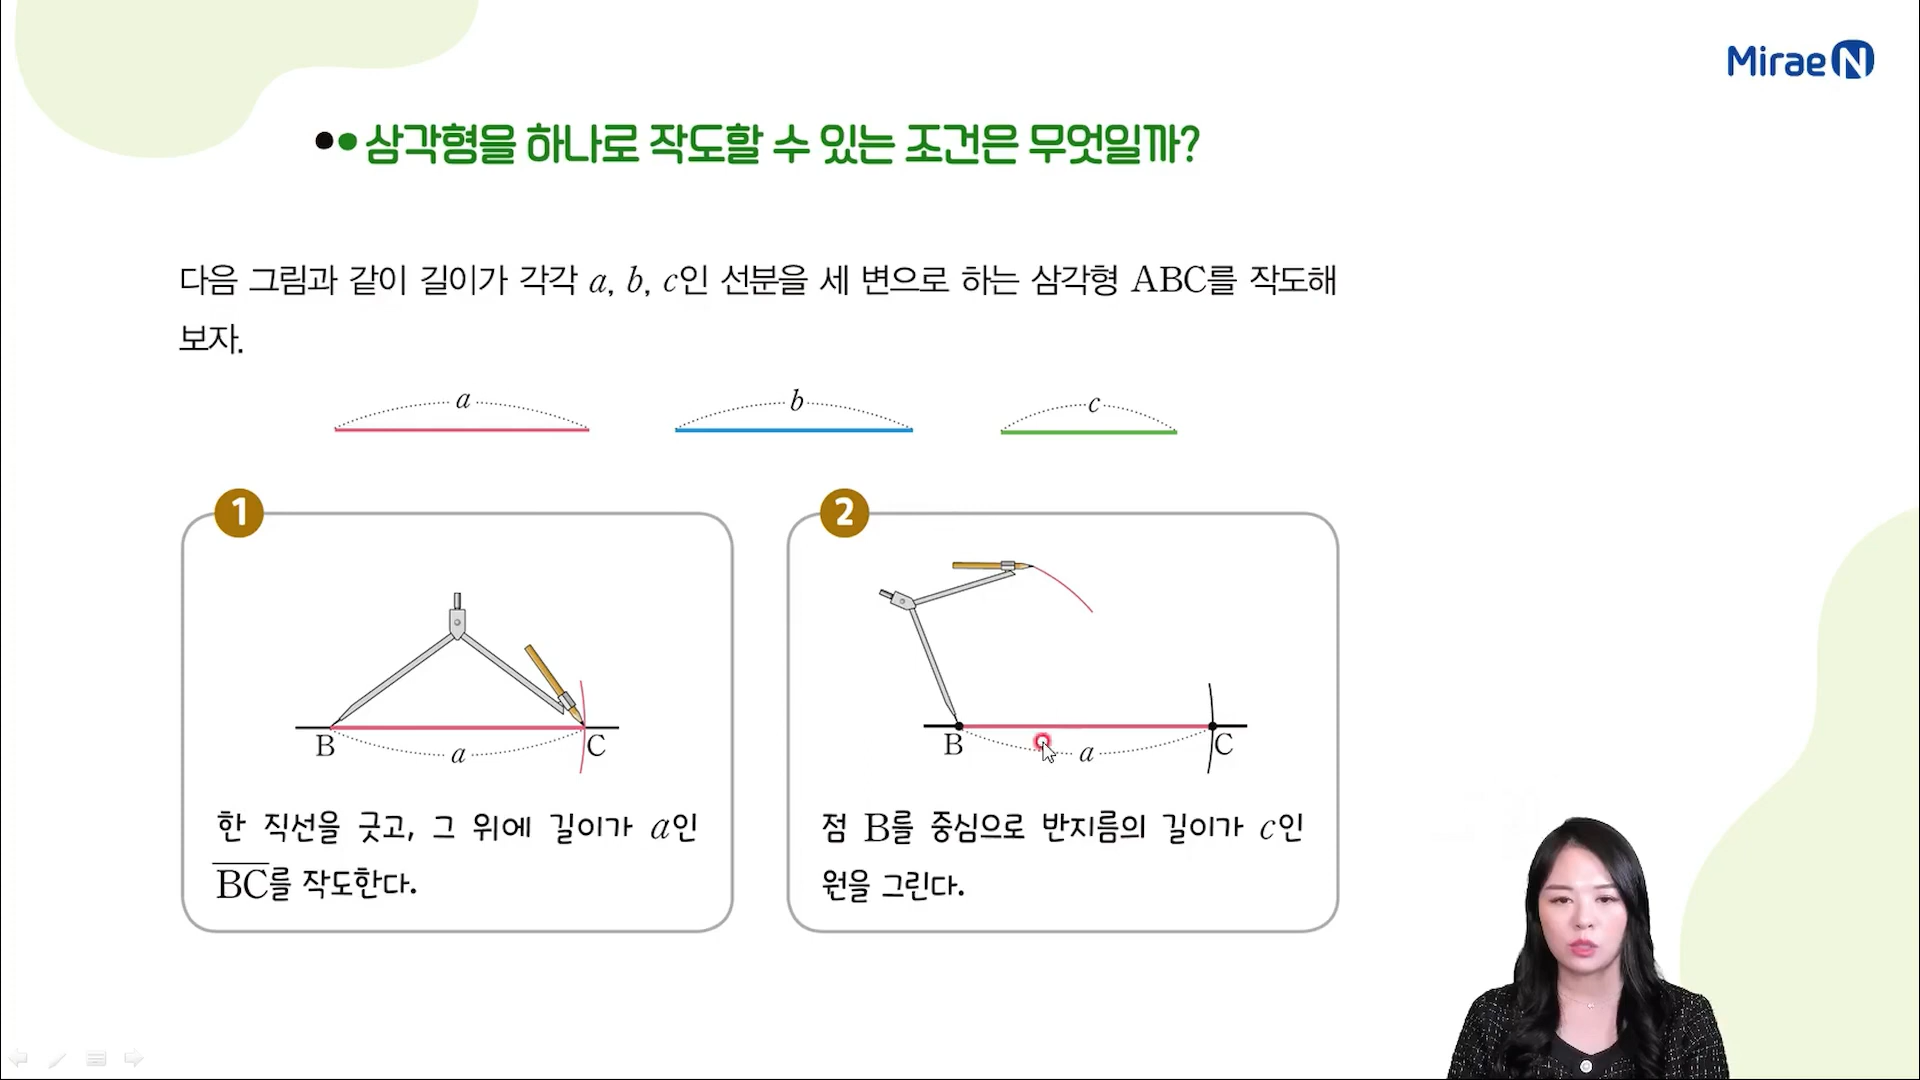 Mirae N
삼각형을 하나로 작도할 수 있는 조건은 무엇일까?
다음 그림과 같이 길이가 각각 a, b, c인 선분을 세 변으로 하는 삼각형 ABC를 작도해
보자.
a
b
c
1
B
a
C
한 직선을 긋고, 그 위에 길이가 a인
B̅C̅를 작도한다.
2
B
a
C
점 B를 중심으로 반지름의 길이가 c인
원을 그린다.